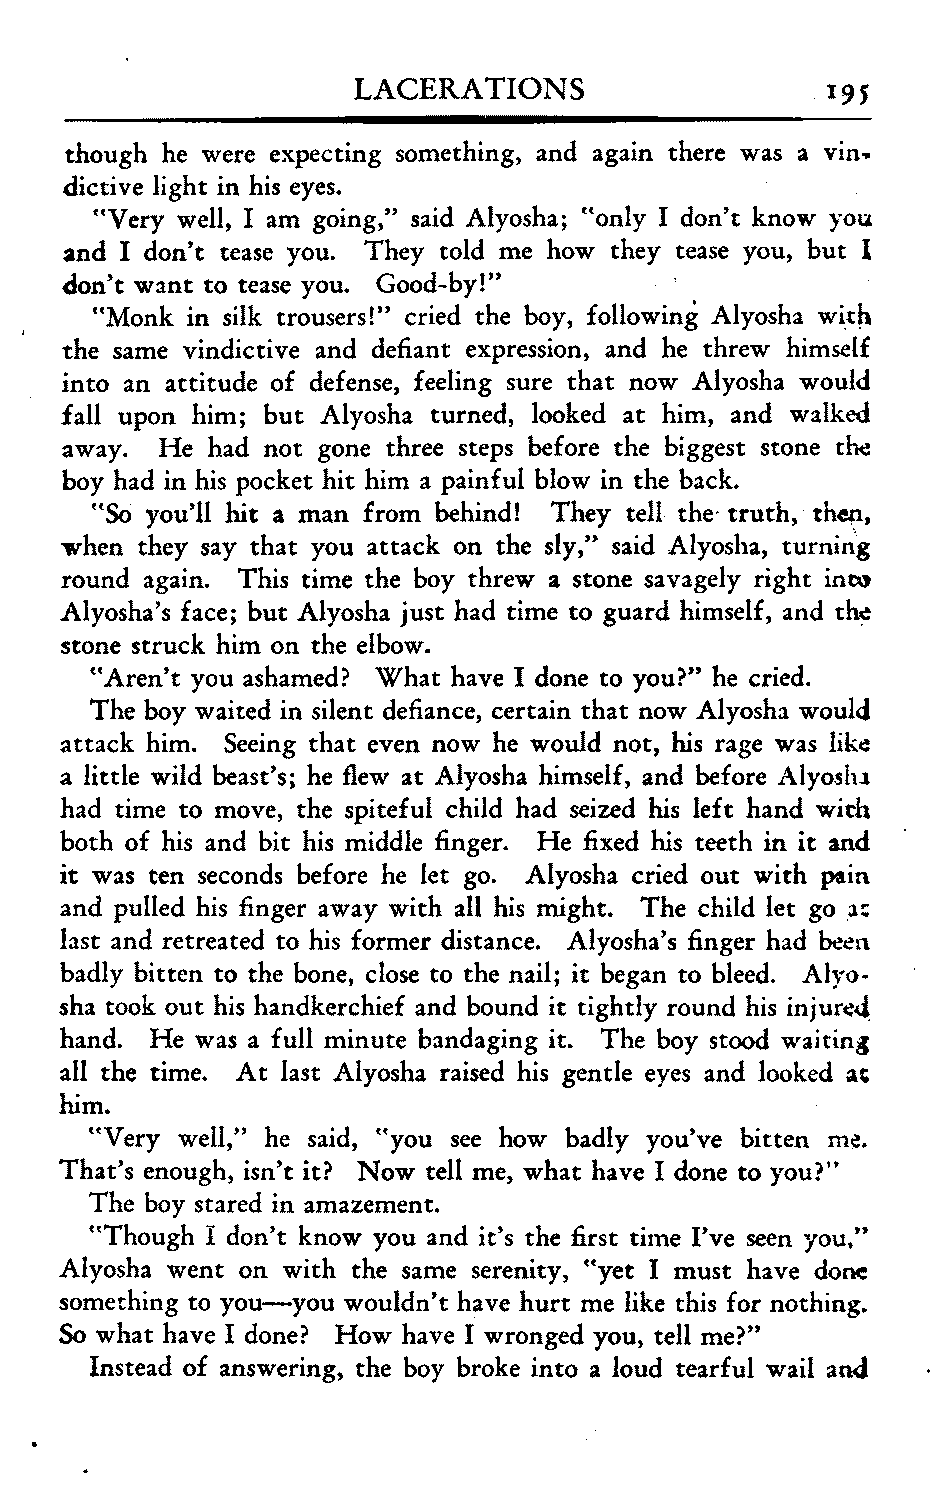 LACERATIONS 195
though he were expecting something, and again there was a vin-
dictive light in his eyes.
"Very well, I am going," said Alyosha; "only I don't know you
and I don't tease you. They told me how they tease you, but I
don't want to tease you. Good-by!"
"Monk in silk trousers!" cried the boy, following Alyosha with
the same vindictive and defiant expression, and he threw himself
into an attitude of defense, feeling sure that now Alyosha would
fall upon him; but Alyosha turned, looked at him, and walked
away. He had not gone three steps before the biggest stone the
boy had in his pocket hit him a painful blow in the back.
"So you'll hit a man from behind! They tell the truth, then,
when they say that you attack on the sly," said Alyosha, turning
round again. This time the boy threw a stone savagely right into
Alyosha's face; but Alyosha just had time to guard himself, and the
stone struck him on the elbow.
"Aren't you ashamed? What have I done to you?" he cried.
The boy waited in silent defiance, certain that now Alyosha would
attack him. Seeing that even now he would not, his rage was like
a little wild beast's; he flew at Alyosha himself, and before Alyosha
had time to move, the spiteful child had seized his left hand with
both of his and bit his middle finger. He fixed his teeth in it and
it was ten seconds before he let go. Alyosha cried out with pain
and pulled his finger away with all his might. The child let go at
last and retreated to his former distance. Alyosha's finger had been
badly bitten to the bone, close to the nail; it began to bleed. Alyo-
sha took out his handkerchief and bound it tightly round his injured
hand. He was a full minute bandaging it. The boy stood waiting
all the time. At last Alyosha raised his gentle eyes and looked at
him.
"Very well," he said, "you see how badly you've bitten me.
That's enough, isn't it? Now tell me, what have I done to you?"
The boy stared in amazement.
"Though I don't know you and it's the first time I've seen you,"
Alyosha went on with the same serenity, "yet I must have done
something to you—you wouldn't have hurt me like this for nothing.
So what have I done? How have I wronged you, tell me?"
Instead of answering, the boy broke into a loud tearful wail and